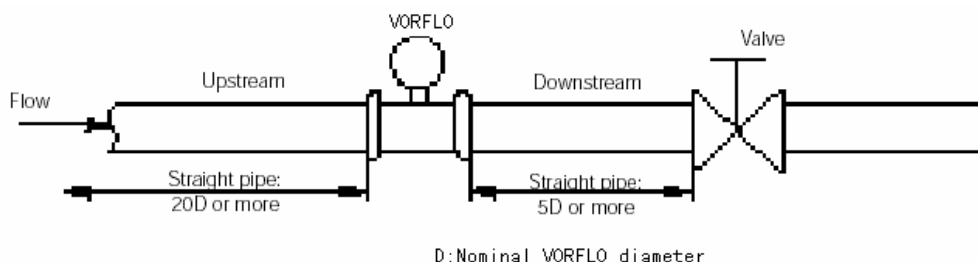 VORFLO
Valve
Upstream
Downstream
Flow
Straight pipe:
20D or more
Straight pipe:
5D or more
D:Nominal VORFLO diameter